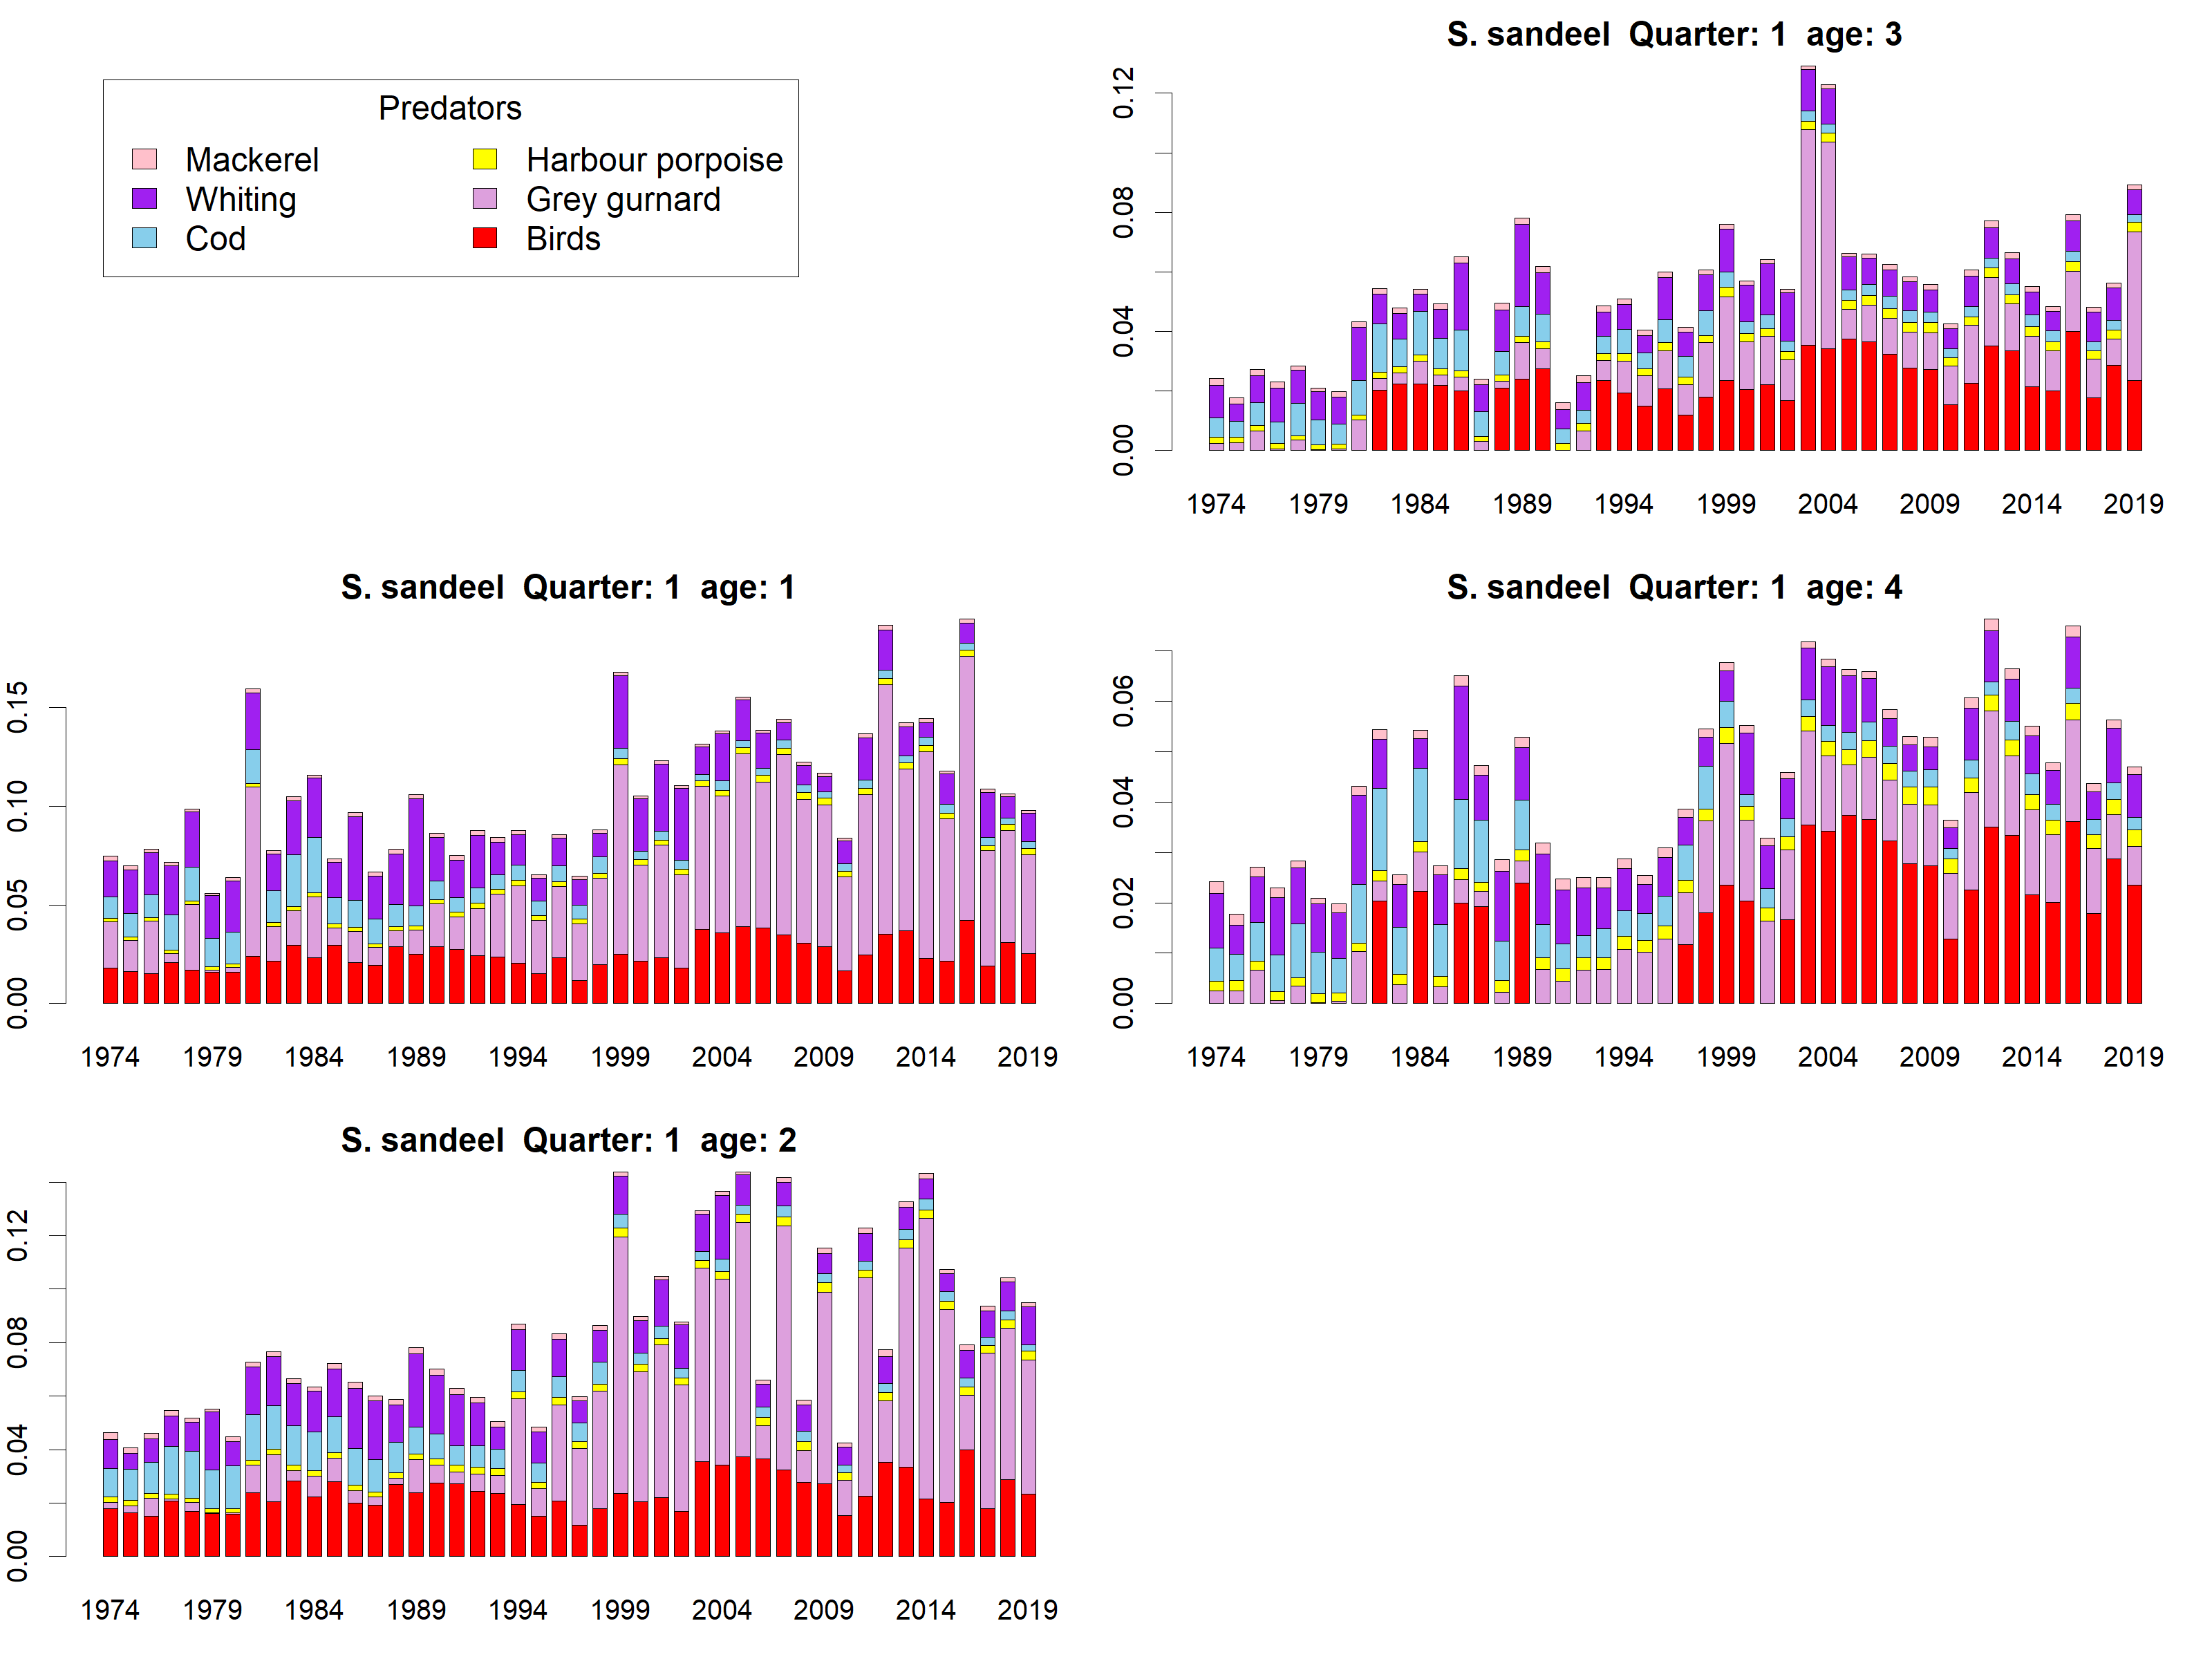 Predators
Mackerel Harbour porpoise
Whiting Grey gurnard
Cod Birds
S. sandeel Quarter: 1 age: 3
0.00 0.04 0.08 0.12
1974 1979 1984 1989 1994 1999 2004 2009 2014 2019
S. sandeel Quarter: 1 age: 1
0.00 0.05 0.10 0.15
1974 1979 1984 1989 1994 1999 2004 2009 2014 2019
S. sandeel Quarter: 1 age: 4
0.00 0.02 0.04 0.06
1974 1979 1984 1989 1994 1999 2004 2009 2014 2019
S. sandeel Quarter: 1 age: 2
0.00 0.04 0.08 0.12
1974 1979 1984 1989 1994 1999 2004 2009 2014 2019